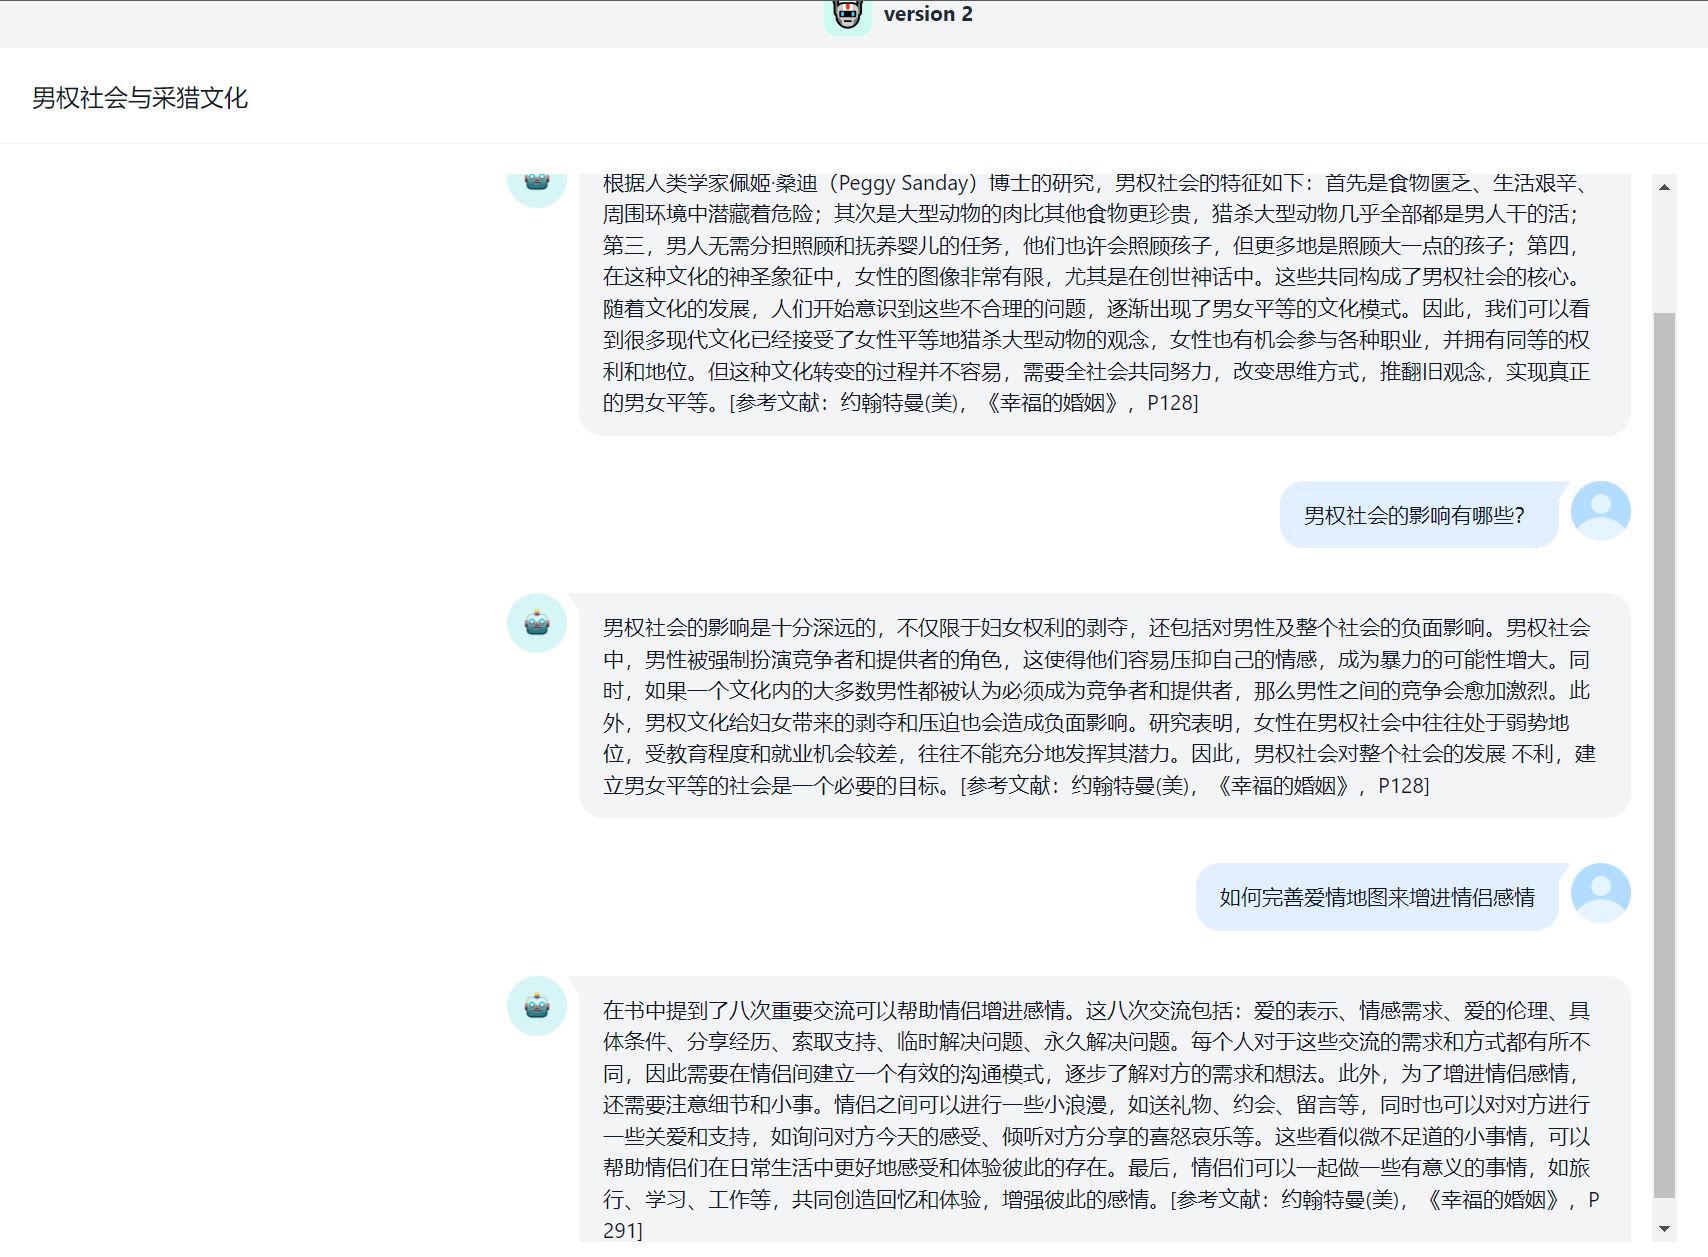 version 2
男权社会与采猎文化
根据人类学家佩姬·桑迪（Peggy Sanday）博士的研究，男权社会的特征如下：首先是食物匮乏、生活艰辛、
周围环境中潜藏着危险；其次是大型动物的肉比其他食物更珍贵，猎杀大型动物几乎全部都是男人干的活；
第三，男人无需分担照顾和抚养婴儿的任务，他们也许会照顾孩子，但更多地是照顾大一点的孩子；第四，
在这种文化的神圣象征中，女性的图像非常有限，尤其是在创世神话中。这些共同构成了男权社会的核心。
随着文化的发展，人们开始意识到这些不合理的问题，逐渐出现了男女平等的文化模式。因此，我们可以看
到很多现代文化已经接受了女性平等地猎杀大型动物的观念，女性也有机会参与各种职业，并拥有同等的权
利和地位。但这种文化转变的过程并不容易，需要全社会共同努力，改变思维方式，推翻旧观念，实现真正
的男女平等。[参考文献：约翰特曼(美)，《幸福的婚姻》，P128]
男权社会的影响有哪些？
男权社会的影响是十分深远的，不仅限于妇女权利的剥夺，还包括对男性及整个社会的负面影响。男权社会
中，男性被强制扮演竞争者和提供者的角色，这使得他们容易压抑自己的情感，成为暴力的可能性增大。同
时，如果一个文化内的大多数男性都被认为必须成为竞争者和提供者，那么男性之间的竞争会愈加激烈。此
外，男权文化给妇女带来的剥夺和压迫也会造成负面影响。研究表明，女性在男权社会中往往处于弱势地
位，受教育程度和就业机会较差，往往不能充分地发挥其潜力。因此，男权社会对整个社会的发展 不利，建
立男女平等的社会是一个必要的目标。[参考文献：约翰特曼(美)，《幸福的婚姻》，P128]
如何完善爱情地图来增进情侣感情
在书中提到了八次重要交流可以帮助情侣增进感情。这八次交流包括：爱的表示、情感需求、爱的伦理、具
体条件、分享经历、索取支持、临时解决问题、永久解决问题。每个人对于这些交流的需求和方式都有所不
同，因此需要在情侣间建立一个有效的沟通模式，逐步了解对方的需求和想法。此外，为了增进情侣感情，
还需要注意细节和小事。情侣之间可以进行一些小浪漫，如送礼物、约会、留言等，同时也可以对对方进行
一些关爱和支持，如询问对方今天的感受、倾听对方分享的喜怒哀乐等。这些看似微不足道的小事情，可以
帮助情侣们在日常生活中更好地感受和体验彼此的存在。最后，情侣们可以一起做一些有意义的事情，如旅
行、学习、工作等，共同创造回忆和体验，增强彼此的感情。[参考文献：约翰特曼(美)，《幸福的婚姻》，P
291]